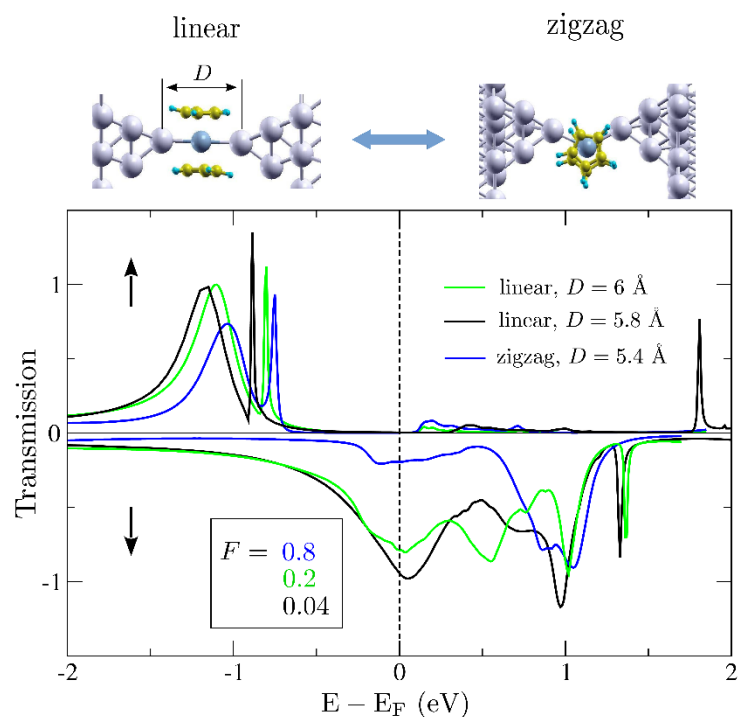 linear
zigzag
D
1
0
-1
Transmission
linear, D = 6 Å
linear, D = 5.8 Å
zigzag, D = 5.4 Å
F = 0.8
0.2
0.04
-2 -1 0 1 2
E − E_F (eV)